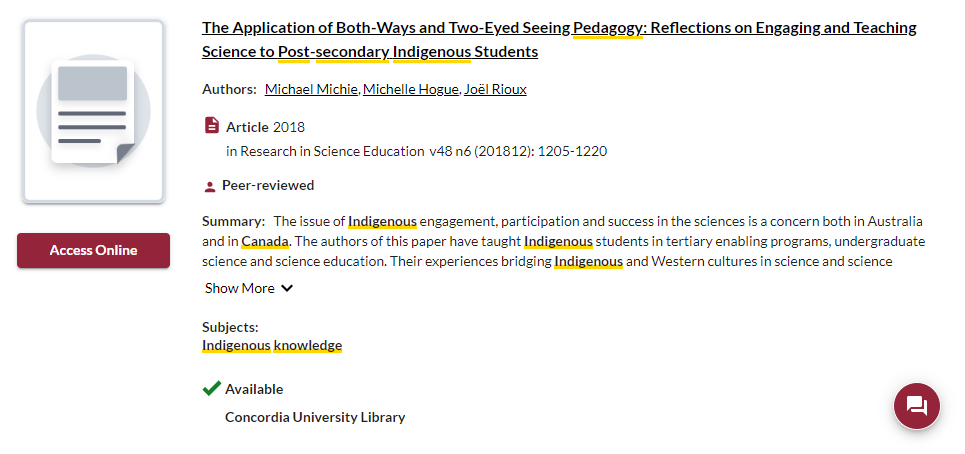 The Application of Both-Ways and Two-Eyed Seeing Pedagogy: Reflections on Engaging and Teaching
Science to Post-secondary Indigenous Students
Authors: Michael Michie, Michelle Hogue, Joël Rioux
Article 2018
in Research in Science Education v48 n6 (201812): 1205-1220
Peer-reviewed
Access Online
Summary: The issue of Indigenous engagement, participation and success in the sciences is a concern both in Australia
and in Canada. The authors of this paper have taught Indigenous students in tertiary enabling programs, undergraduate
science and science education. Their experiences bridging Indigenous and Western cultures in science and science
Show More
Subjects:
Indigenous knowledge
Available
Concordia University Library